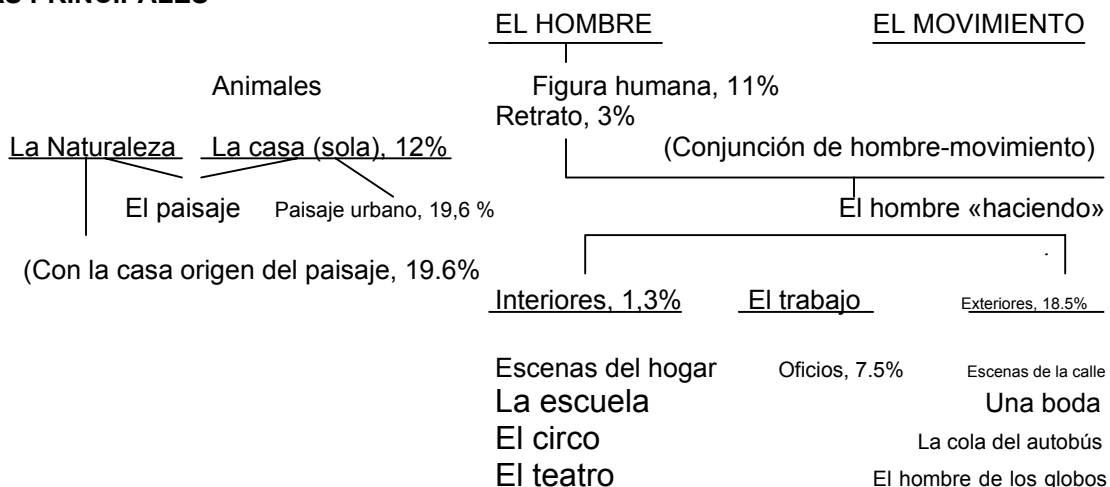 EL HOMBRE EL MOVIMIENTO
Animales Figura humana, 11%
Retrato, 3%
La Naturaleza La casa (sola), 12% (Conjunción de hombre-movimiento)
El paisaje Paisaje urbano, 19,6 % El hombre «haciendo»
(Con la casa origen del paisaje, 19.6%
Interiores, 1,3% El trabajo Exteriores, 18.5%
Escenas del hogar Oficios, 7.5% Escenas de la calle
La escuela Una boda
El circo La cola del autobús
El teatro El hombre de los globos